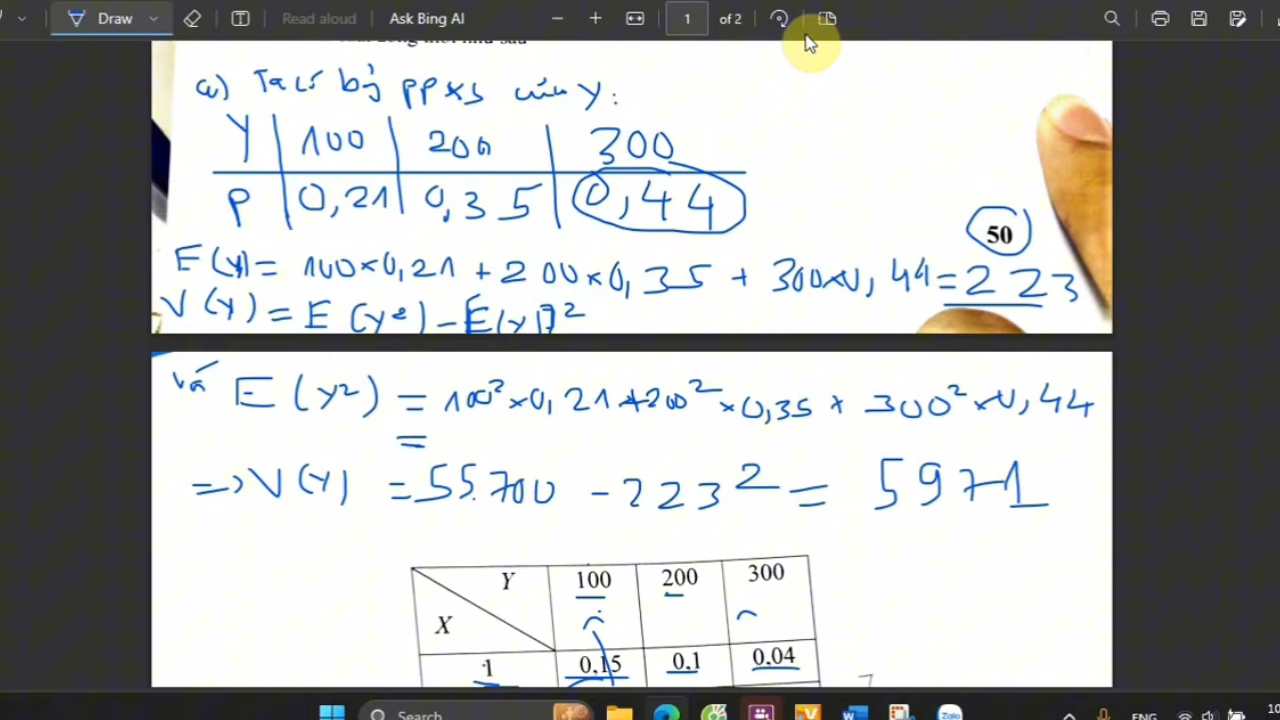 Draw
Read aloud
Ask Bing AI
1 of 2
a) Ta có bảng PPXS của Y:
Y | 100 | 200 | 300
P | 0,21 | 0,35 | 0,44
50
E(Y) = 100×0,21 + 200×0,35 + 300×0,44 = 223
V(Y) = E(Y²) – E(Y)]²
và E(Y²) = 100²×0,21+200²×0,35 + 300²×0,44
=
=> V(Y) = 55.700 – 223² = 5971
Y 100 200 300
X
1 0,15 0,1 0,04
Search
Zalo
ENG
10